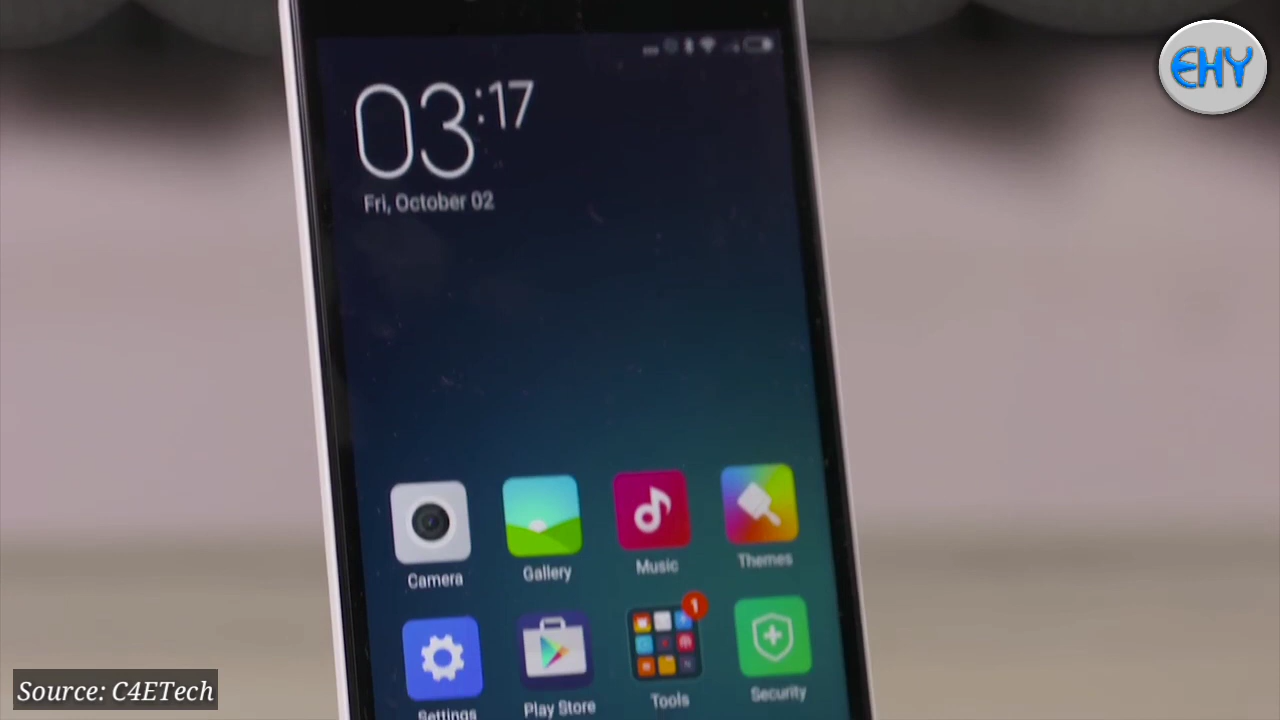 EHY
03:17
Fri, October 02
Camera
Gallery
Music
Themes
1
Settings
Play Store
Tools
Security
Source: C4ETech